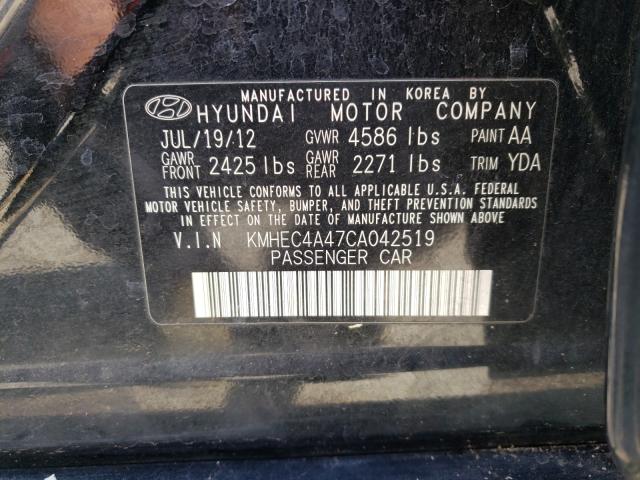 MANUFACTURED IN KOREA BY
HYUNDAI MOTOR COMPANY
JUL/19/12 GVWR 4586 lbs PAINT AA
GAWR FRONT 2425 lbs GAWR REAR 2271 lbs TRIM YDA
THIS VEHICLE CONFORMS TO ALL APPLICABLE U.S.A. FEDERAL
MOTOR VEHICLE SAFETY, BUMPER, AND THEFT PREVENTION STANDARDS
IN EFFECT ON THE DATE OF MANUFACTURE SHOWN ABOVE.
V.I.N KMHEC4A47CA042519
PASSENGER CAR